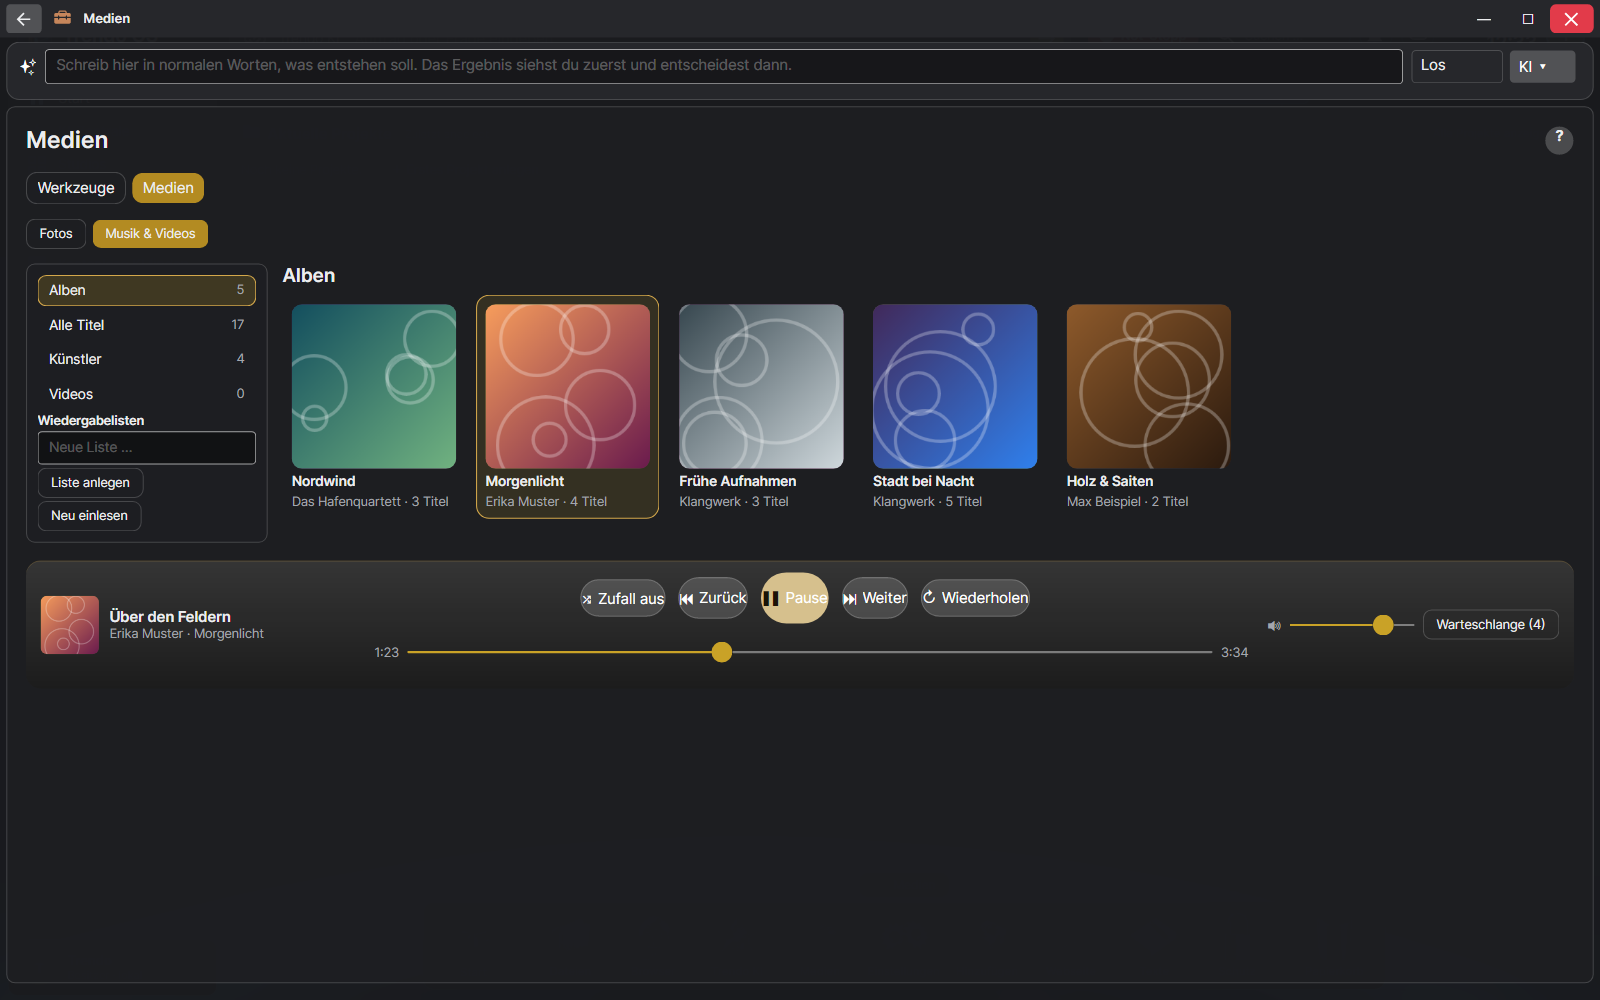 Medien
Schreib hier in normalen Worten, was entstehen soll. Das Ergebnis siehst du zuerst und entscheidest dann.
Los
KI
Medien
?
Werkzeuge
Medien
Fotos
Musik & Videos
Alben 5
Alle Titel 17
Künstler 4
Videos 0
Wiedergabelisten
Neue Liste ...
Liste anlegen
Neu einlesen
Alben
Nordwind
Das Hafenquartett · 3 Titel
Morgenlicht
Erika Muster · 4 Titel
Frühe Aufnahmen
Klangwerk · 3 Titel
Stadt bei Nacht
Klangwerk · 5 Titel
Holz & Saiten
Max Beispiel · 2 Titel
Über den Feldern
Erika Muster · Morgenlicht
Zufall aus
Zurück
Pause
Weiter
Wiederholen
1:23
3:34
Warteschlange (4)